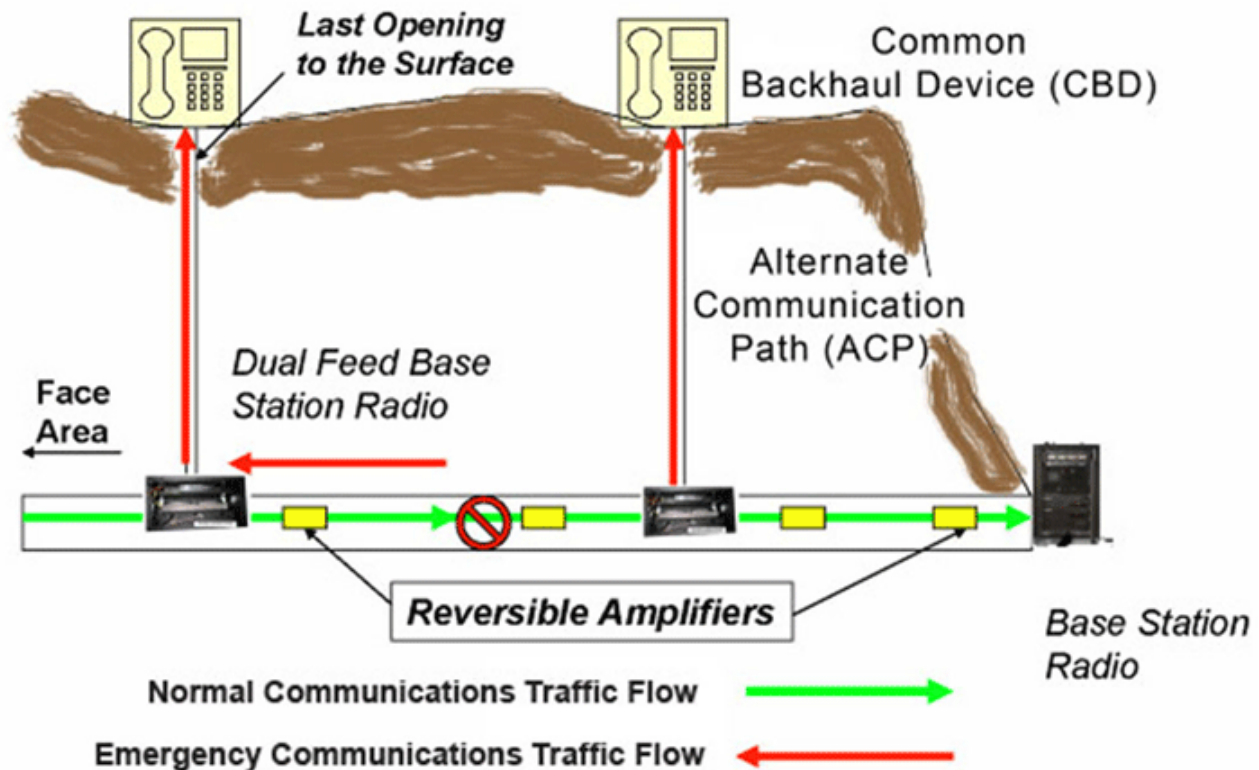 Last Opening
to the Surface
Common
Backhaul Device (CBD)
Alternate
Communication
Path (ACP)
Dual Feed Base
Station Radio
Face
Area
Reversible Amplifiers
Base Station
Radio
Normal Communications Traffic Flow
Emergency Communications Traffic Flow